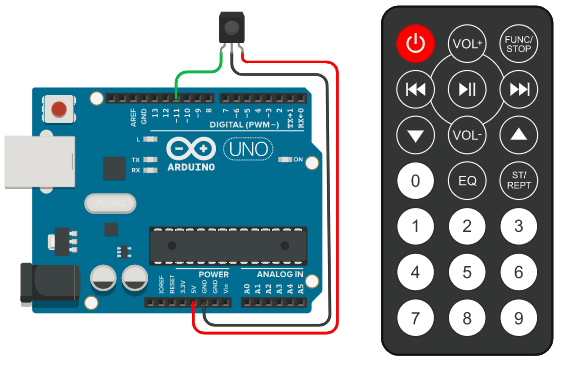 AREF
GND
13
12
~11
~10
~9
8
7
~6
~5
4
~3
2
TX→1
RX←0
DIGITAL (PWM~)
L
TX
RX
ARDUINO
UNO
ON
POWER
ANALOG IN
IOREF
RESET
3.3V
5V
GND
GND
Vin
A0
A1
A2
A3
A4
A5
VOL+
FUNC/
STOP
VOL-
0
EQ
ST/
REPT
1
2
3
4
5
6
7
8
9